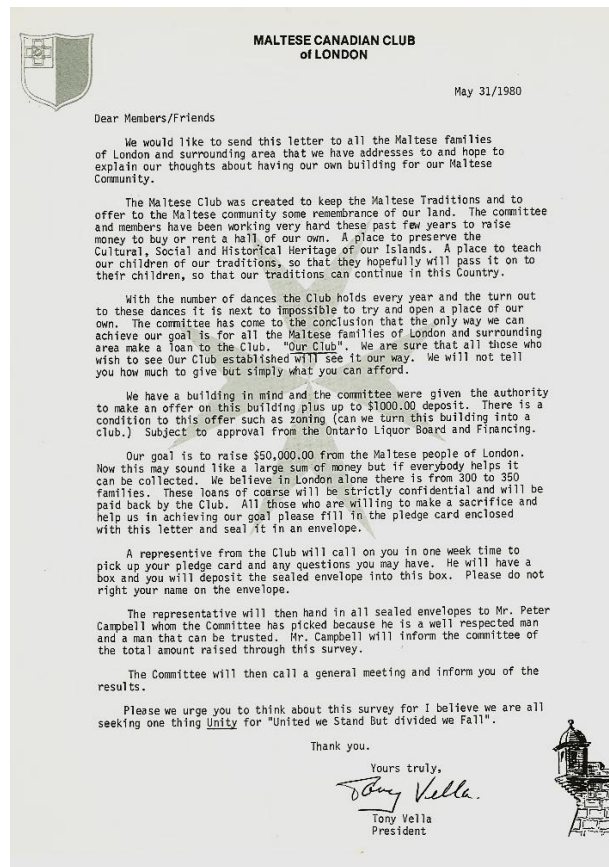 MALTESE CANADIAN CLUB
of LONDON
May 31/1980
Dear Members/Friends
We would like to send this letter to all the Maltese families
of London and surrounding area that we have addresses to and hope to
explain our thoughts about having our own building for our Maltese
Community.
The Maltese Club was created to keep the Maltese Traditions and to
offer to the Maltese community some remembrance of our land. The committee
and members have been working very hard these past few years to raise
money to buy or rent a hall of our own. A place to preserve the
Cultural, Social and Historical Heritage of our Islands. A place to teach
our children of our traditions, so that they hopefully will pass it on to
their children, so that our traditions can continue in this Country.
With the number of dances the Club holds every year and the turn out
to these dances it is next to impossible to try and open a place of our
own. The committee has come to the conclusion that the only way we can
achieve our goal is for all the Maltese families of London and surrounding
area make a loan to the Club. "Our Club". We are sure that all those who
wish to see Our Club established will see it our way. We will not tell
you how much to give but simply what you can afford.
We have a building in mind and the committee were given the authority
to make an offer on this building plus up to $1000.00 deposit. There is a
condition to this offer such as zoning (can we turn this building into a
club.) Subject to approval from the Ontario Liquor Board and Financing.
Our goal is to raise $50,000.00 from the Maltese people of London.
Now this may sound like a large sum of money but if everybody helps it
can be collected. We believe in London alone there is from 300 to 350
families. These loans of coarse will be strictly confidential and will be
paid back by the Club. All those who are willing to make a sacrifice and
help us in achieving our goal please fill in the pledge card enclosed
with this letter and seal it in an envelope.
A representive from the Club will call on you in one week time to
pick up your pledge card and any questions you may have. He will have a
box and you will deposit the sealed envelope into this box. Please do not
right your name on the envelope.
The representative will then hand in all sealed envelopes to Mr. Peter
Campbell whom the Committee has picked because he is a well respected man
and a man that can be trusted. Mr. Campbell will inform the committee of
the total amount raised through this survey.
The Committee will then call a general meeting and inform you of the
results.
Please we urge you to think about this survey for I believe we are all
seeking one thing Unity for "United we Stand But divided we Fall".
Thank you.
Yours truly,
Tony Vella.
Tony Vella
President